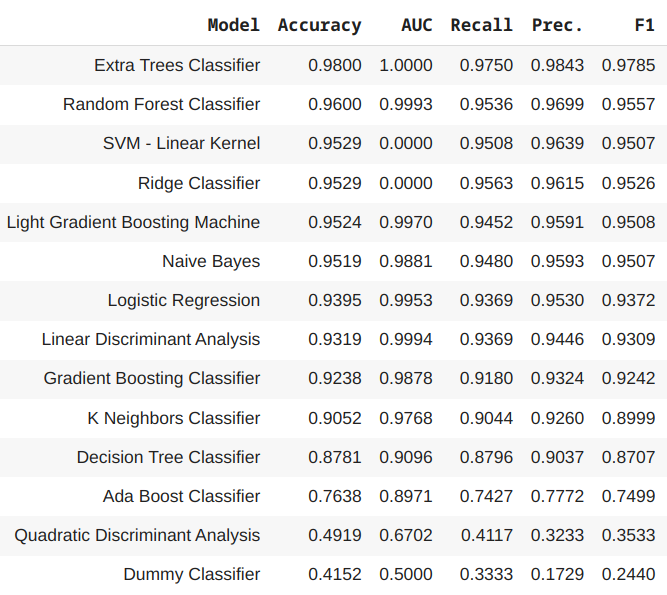 Model Accuracy AUC Recall Prec. F1
Extra Trees Classifier 0.9800 1.0000 0.9750 0.9843 0.9785
Random Forest Classifier 0.9600 0.9993 0.9536 0.9699 0.9557
SVM - Linear Kernel 0.9529 0.0000 0.9508 0.9639 0.9507
Ridge Classifier 0.9529 0.0000 0.9563 0.9615 0.9526
Light Gradient Boosting Machine 0.9524 0.9970 0.9452 0.9591 0.9508
Naive Bayes 0.9519 0.9881 0.9480 0.9593 0.9507
Logistic Regression 0.9395 0.9953 0.9369 0.9530 0.9372
Linear Discriminant Analysis 0.9319 0.9994 0.9369 0.9446 0.9309
Gradient Boosting Classifier 0.9238 0.9878 0.9180 0.9324 0.9242
K Neighbors Classifier 0.9052 0.9768 0.9044 0.9260 0.8999
Decision Tree Classifier 0.8781 0.9096 0.8796 0.9037 0.8707
Ada Boost Classifier 0.7638 0.8971 0.7427 0.7772 0.7499
Quadratic Discriminant Analysis 0.4919 0.6702 0.4117 0.3233 0.3533
Dummy Classifier 0.4152 0.5000 0.3333 0.1729 0.2440